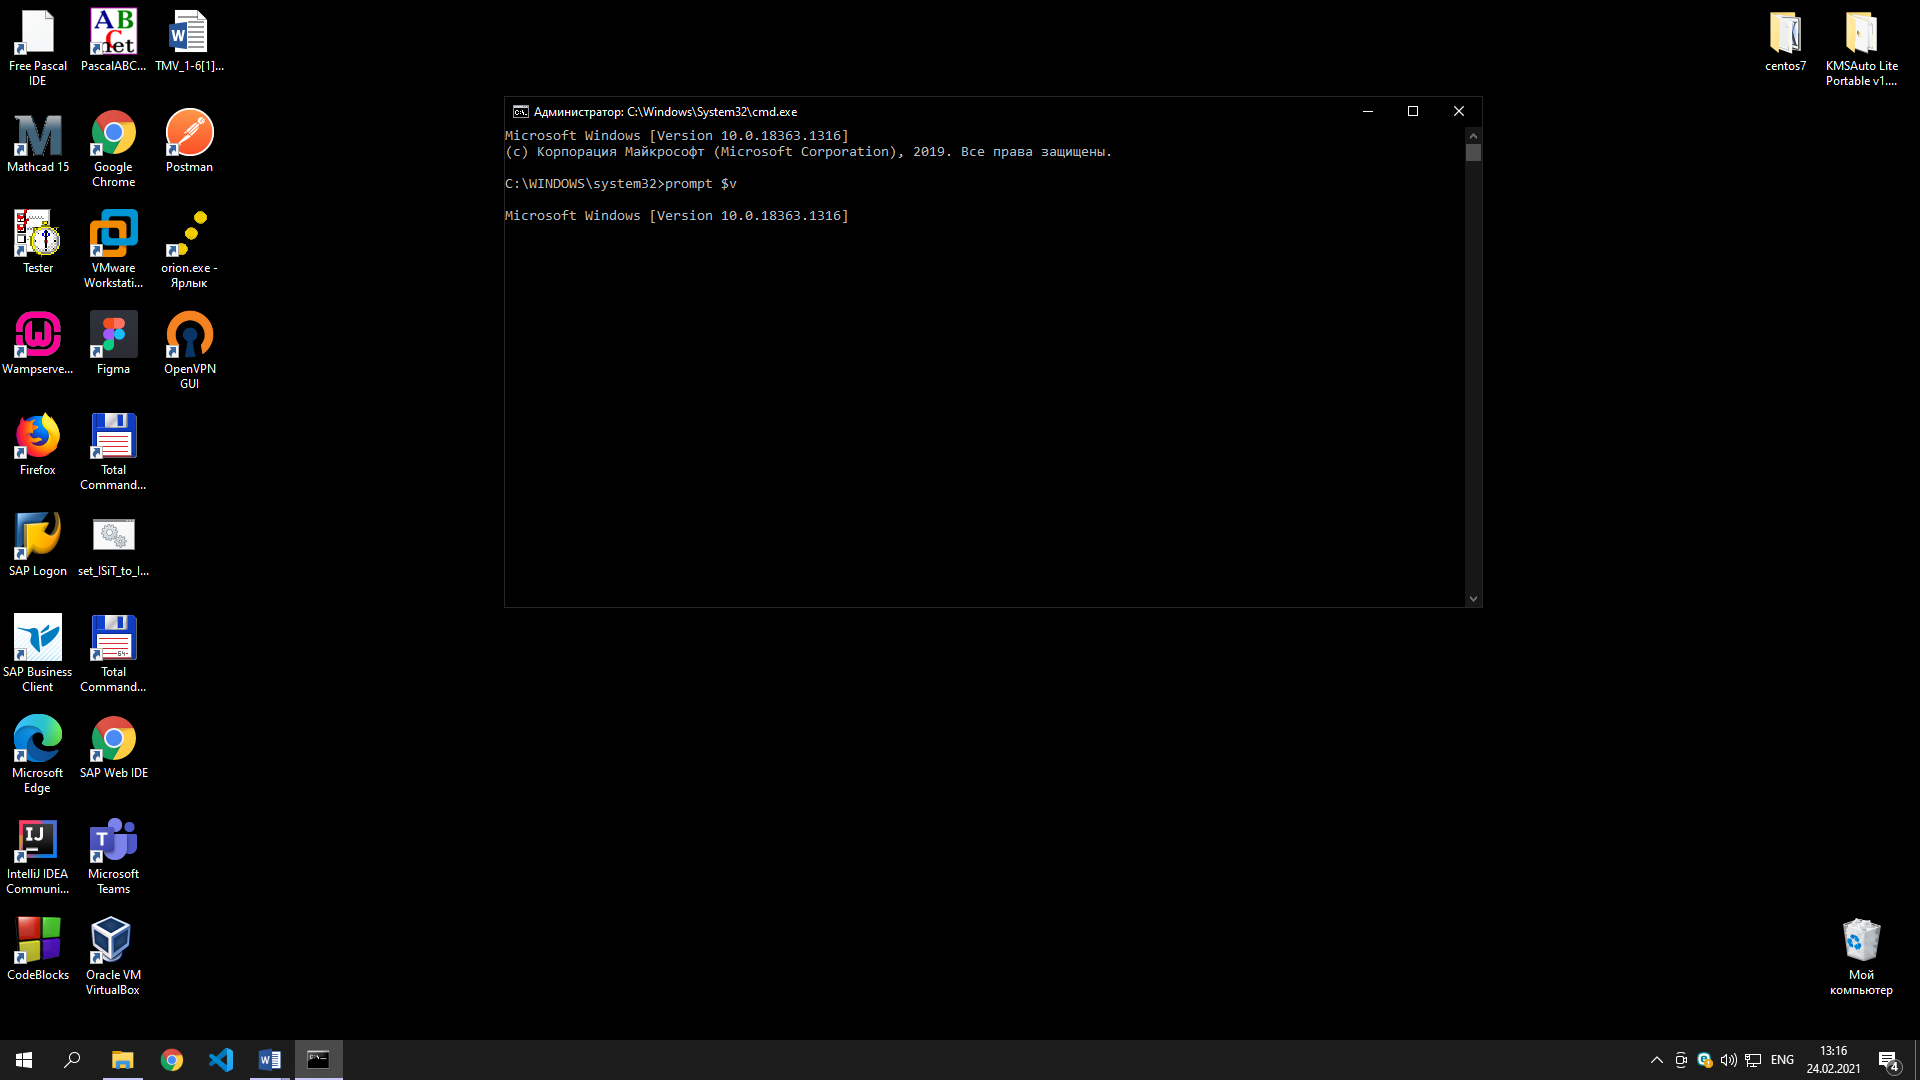 Free Pascal
IDE
PascalABC...
TMV_1-6[1]...
Mathcad 15
Google
Chrome
Postman
Tester
VMware
Workstati...
orion.exe -
Ярлык
Wampserve...
Figma
OpenVPN
GUI
Firefox
Total
Command...
SAP Logon
set_ISiT_to_I...
SAP Business
Client
Total
Command...
Microsoft
Edge
SAP Web IDE
IntelliJ IDEA
Communi...
Microsoft
Teams
CodeBlocks
Oracle VM
VirtualBox
Администратор: C:\Windows\System32\cmd.exe
Microsoft Windows [Version 10.0.18363.1316]
(c) Корпорация Майкрософт (Microsoft Corporation), 2019. Все права защищены.
C:\WINDOWS\system32>prompt $v
Microsoft Windows [Version 10.0.18363.1316]
centos7
KMSAuto Lite
Portable v1....
Мой
компьютер
ENG
13:16
24.02.2021
4